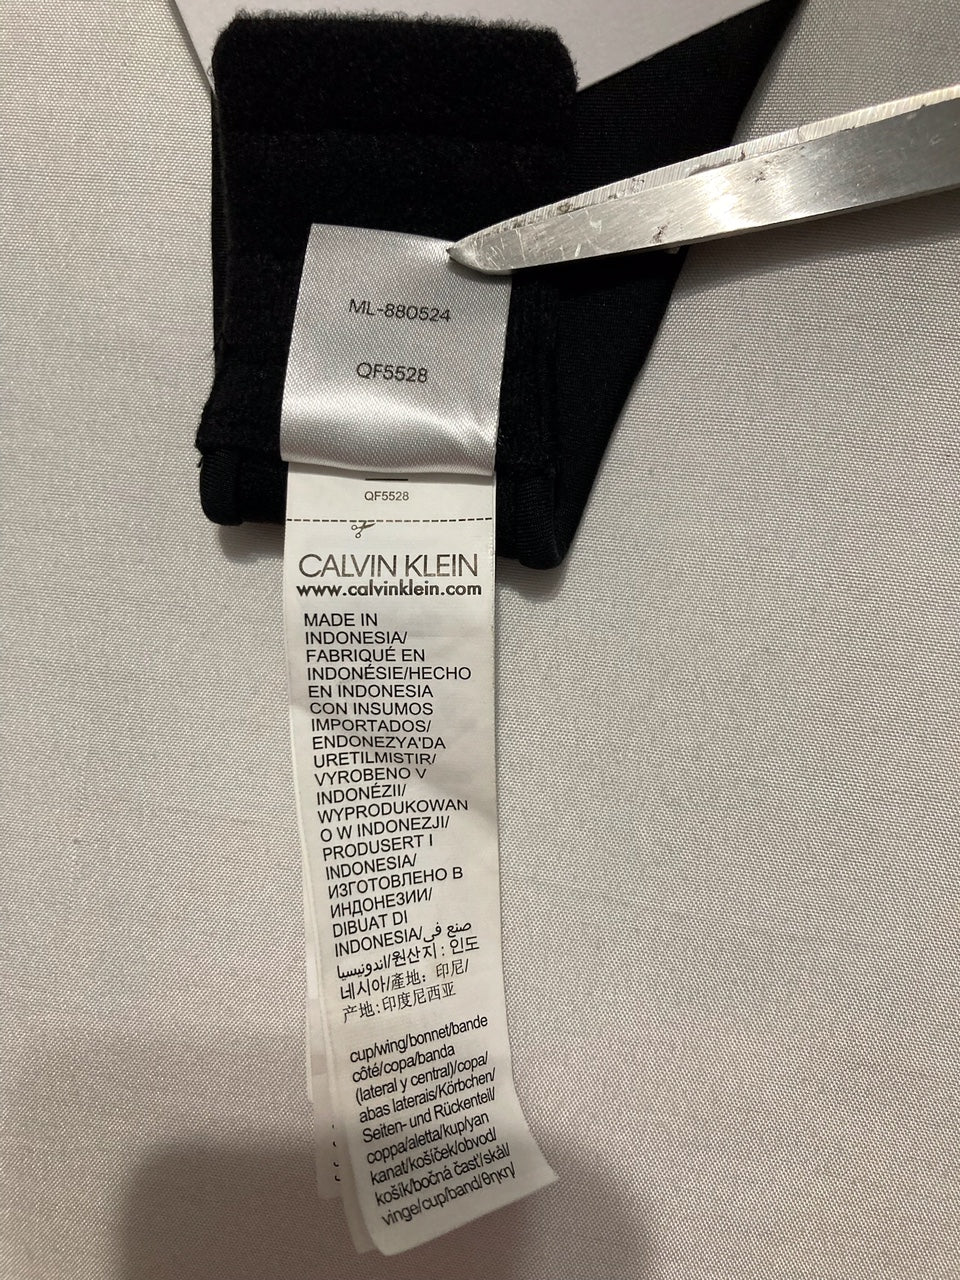 ML-880524
QF5528
QF5528
CALVIN KLEIN
www.calvinklein.com
MADE IN
INDONESIA/
FABRIQUÉ EN
INDONÉSIE/HECHO
EN INDONESIA
CON INSUMOS
IMPORTADOS/
ENDONEZYA'DA
URETILMISTIR/
VYROBENO V
INDONÉZII/
WYPRODUKOWAN
O W INDONEZJI/
PRODUSERT I
INDONESIA/
ИЗГОТОВЛЕНО В
ИНДОНЕЗИИ/
DIBUAT DI
INDONESIA/صنع في
اندونيسيا/원산지 : 인도
네시아/產地: 印尼/
产地:印度尼西亚
cup/wing/bonnet/bande
côté/copa/banda
(lateral y central)/copa/
abas laterais/Körbchen/
Seiten- und Rückenteil/
coppa/aletta/kup/yan
kanat/košíček/obvod/
košík/bočná časť/skål/
vinge/cup/band/θηκη/